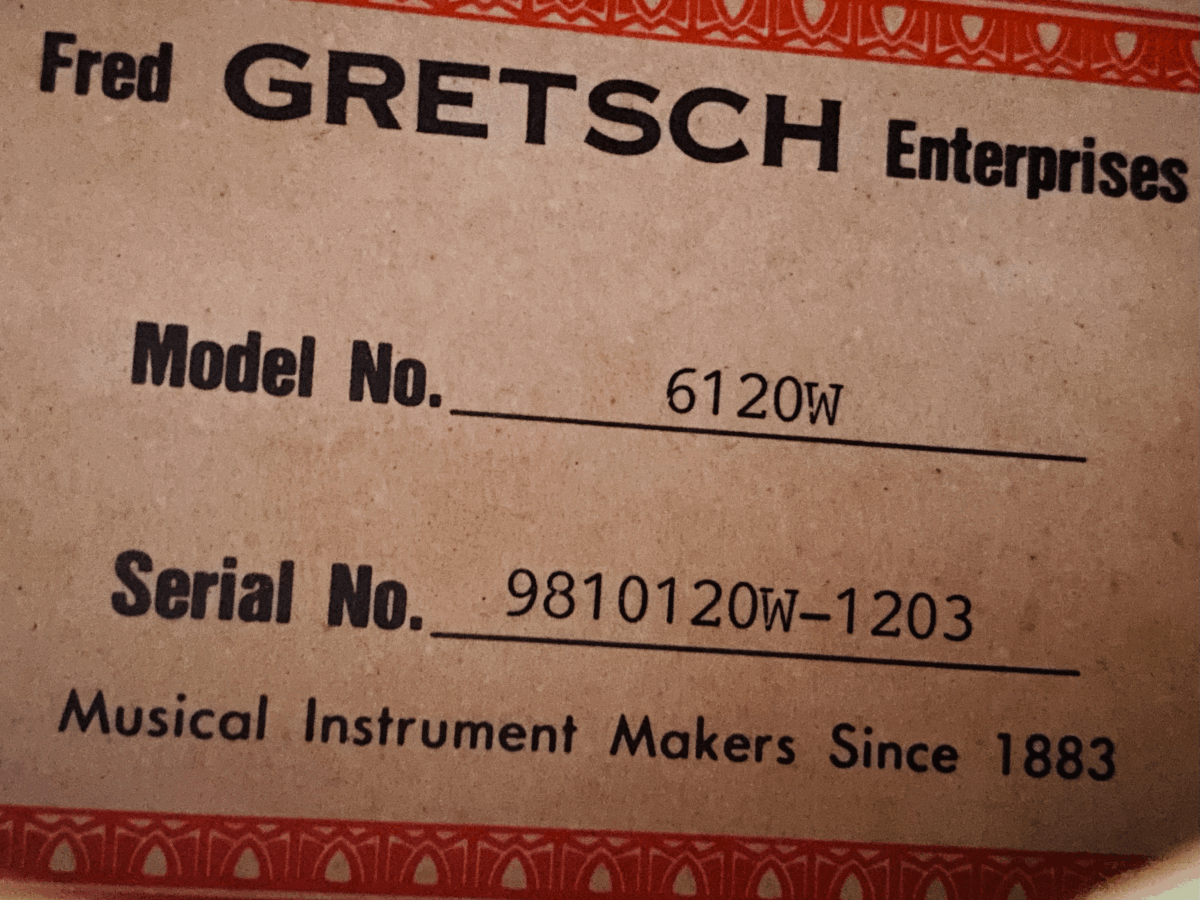 Fred GRETSCH Enterprises
Model No. 6120W
Serial No. 9810120W-1203
Musical Instrument Makers Since 1883